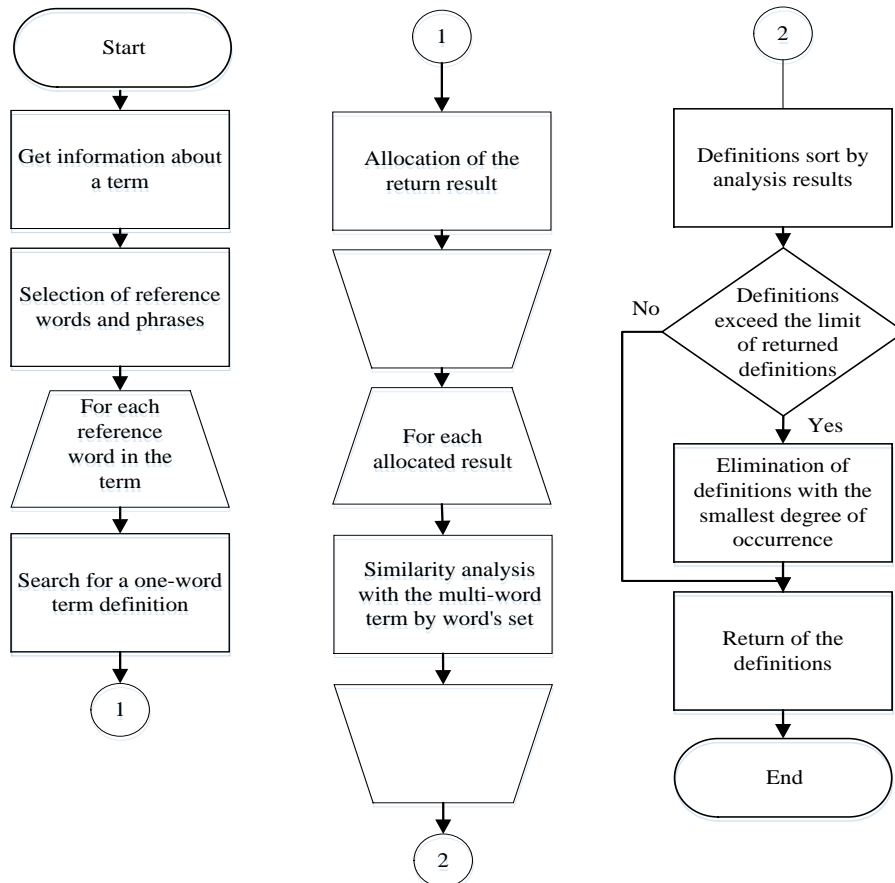 Start
Get information about
a term
Selection of reference
words and phrases
For each
reference
word in the
term
Search for a one-word
term definition
1
1
Allocation of the
return result
For each
allocated result
Similarity analysis
with the multi-word
term by word's set
2
2
Definitions sort by
analysis results
Definitions
exceed the limit
of returned
definitions
No
Yes
Elimination of
definitions with the
smallest degree of
occurrence
Return of the
definitions
End